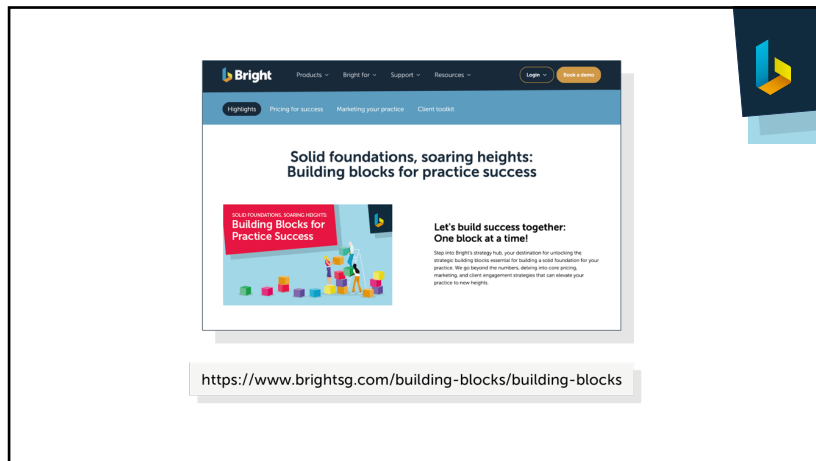 Bright
Products
Bright for
Support
Resources
Login
Book a demo
Highlights
Pricing for success
Marketing your practice
Client toolkit
Solid foundations, soaring heights:
Building blocks for practice success
SOLID FOUNDATIONS, SOARING HEIGHTS:
Building Blocks for
Practice Success
Let's build success together:
One block at a time!
Step into Bright's strategy hub, your destination for unlocking the
strategic building blocks essential for building a solid foundation for your
practice. We go beyond the numbers, delving into core pricing,
marketing, and client engagement strategies that can elevate your
practice to new heights.
https://www.brightsg.com/building-blocks/building-blocks